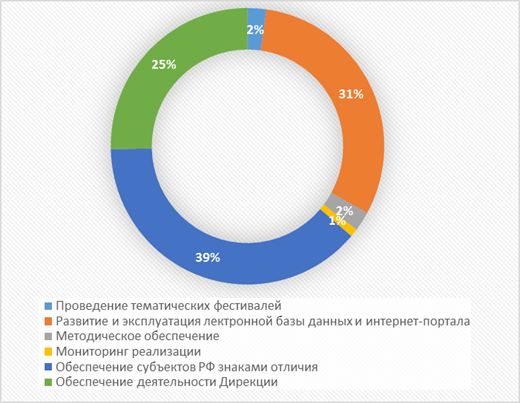 2%
25%
31%
2%
1%
39%
Проведение тематических фестивалей
Развитие и эксплуатация лектронной базы данных и интернет-портала
Методическое обеспечение
Мониторинг реализации
Обеспечение субъектов РФ знаками отличия
Обеспечение деятельности Дирекции